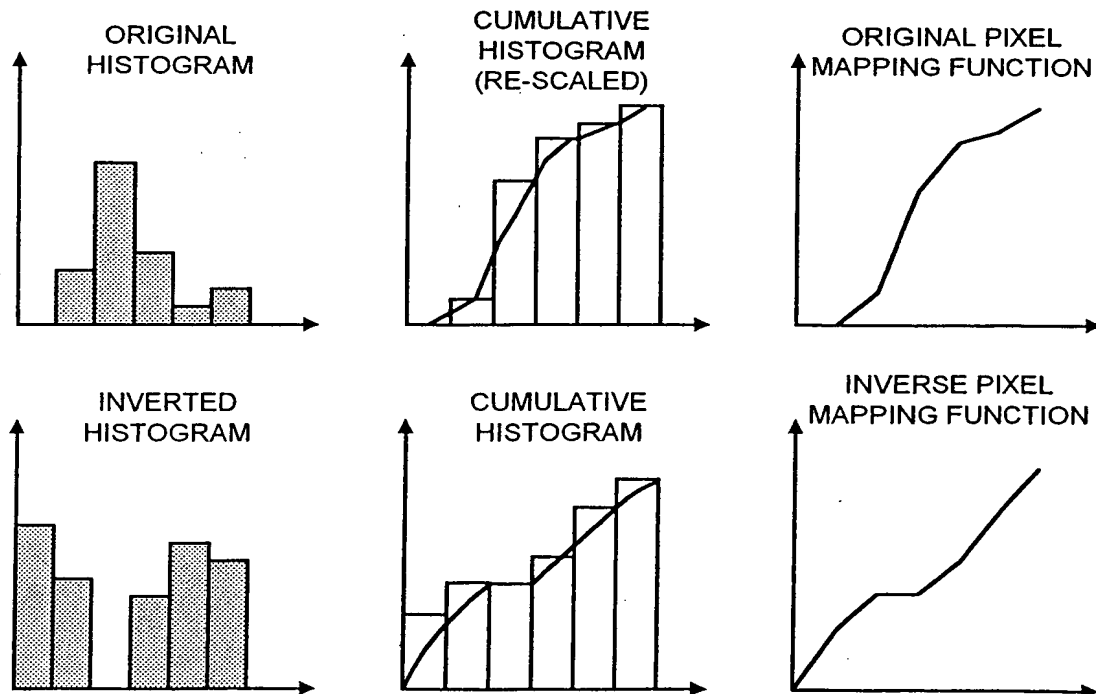 ORIGINAL
HISTOGRAM
CUMULATIVE
HISTOGRAM
(RE-SCALED)
ORIGINAL PIXEL
MAPPING FUNCTION
INVERTED
HISTOGRAM
CUMULATIVE
HISTOGRAM
INVERSE PIXEL
MAPPING FUNCTION